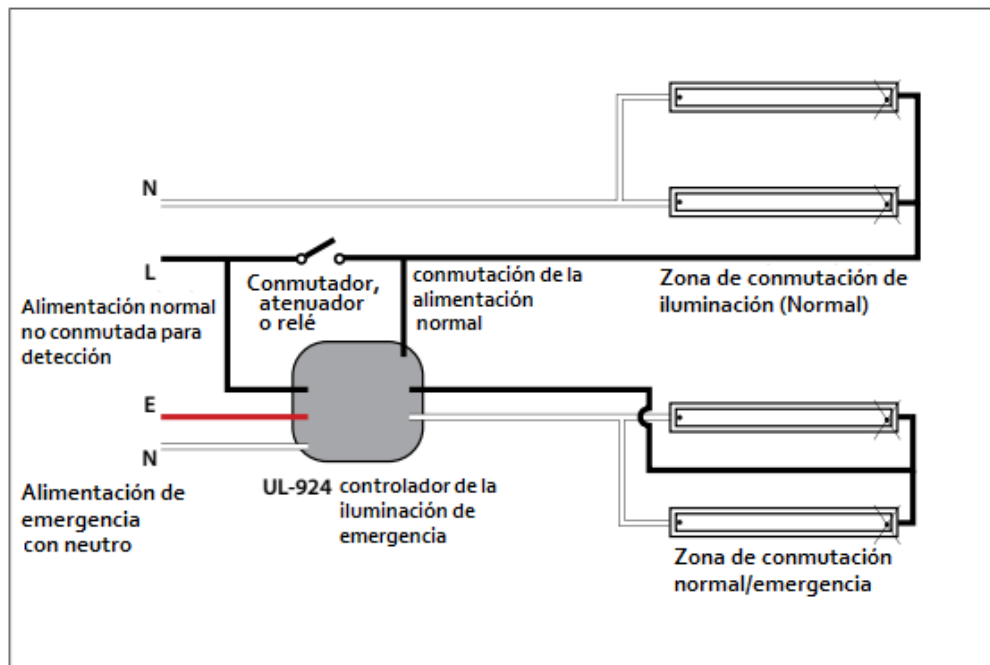 N
L
Alimentación normal
no conmutada para
detección
Conmutador,
atenuador
o relé
conmutación de la
alimentación
normal
Zona de conmutación de
iluminación (Normal)
E
N
Alimentación de
emergencia
con neutro
UL-924 controlador de la
iluminación de
emergencia
Zona de conmutación
normal/emergencia